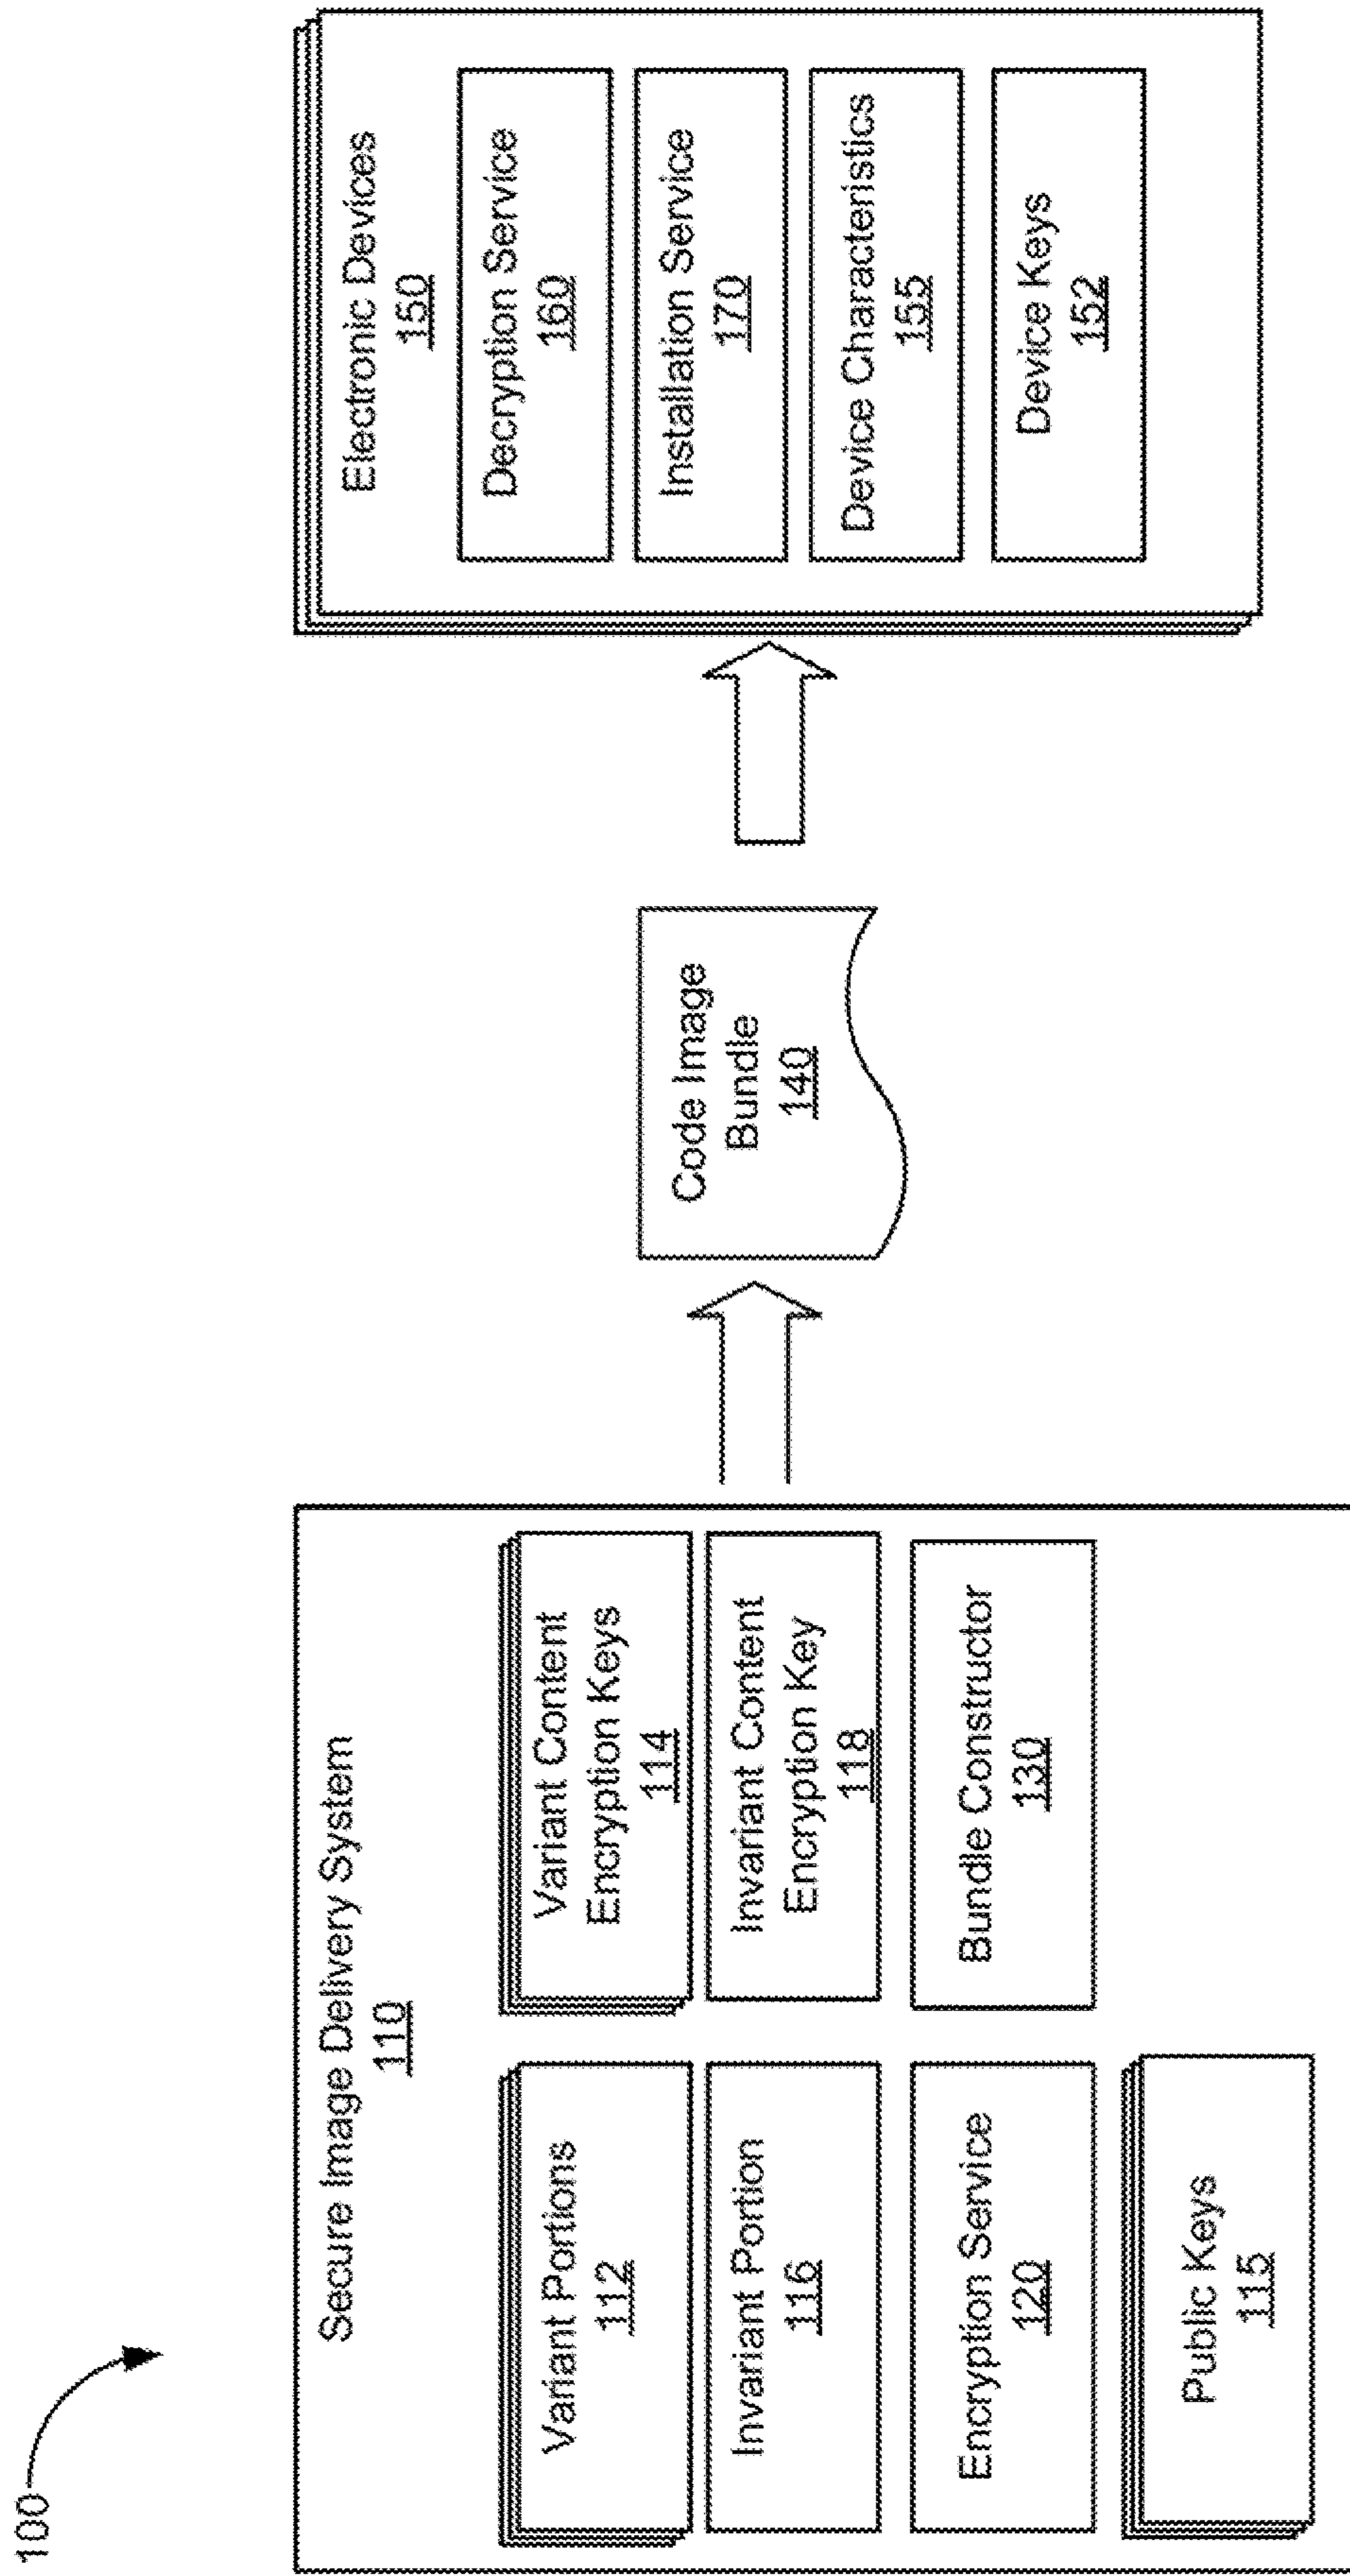 100
Secure Image Delivery System
110
Variant Portions
112
Variant Content
Encryption Keys
114
Invariant Portion
116
Invariant Content
Encryption Key
118
Encryption Service
120
Bundle Constructor
130
Public Keys
115
Code Image
Bundle
140
Electronic Devices
150
Decryption Service
160
Installation Service
170
Device Characteristics
155
Device Keys
152